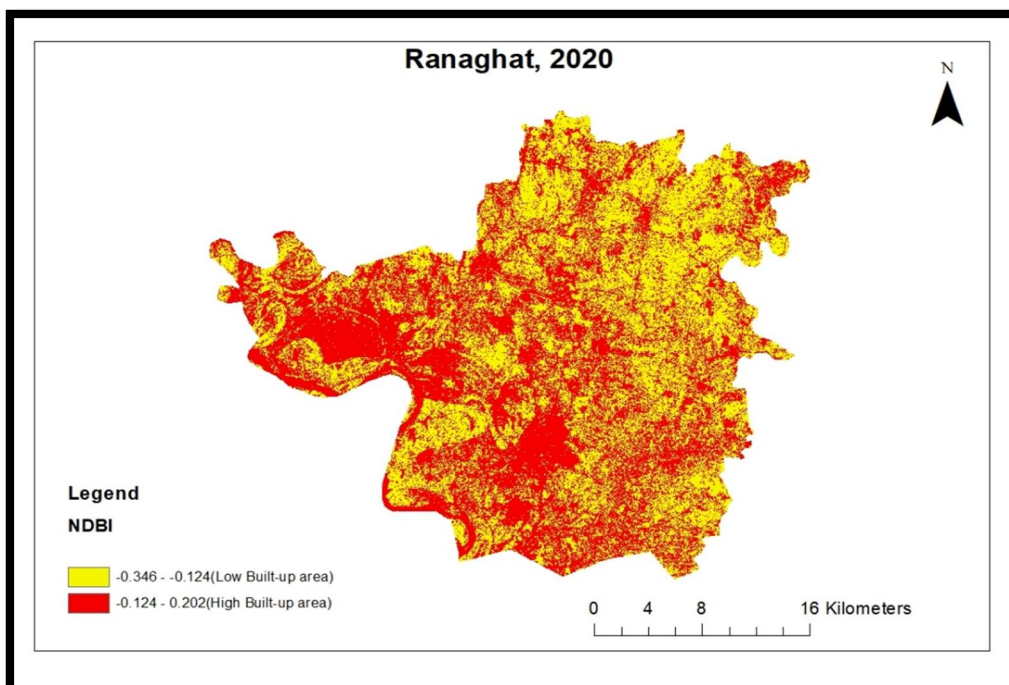 Ranaghat, 2020
N
Legend
NDBI
-0.346 - -0.124(Low Built-up area)
-0.124 - 0.202(High Built-up area)
0 4 8 16 Kilometers